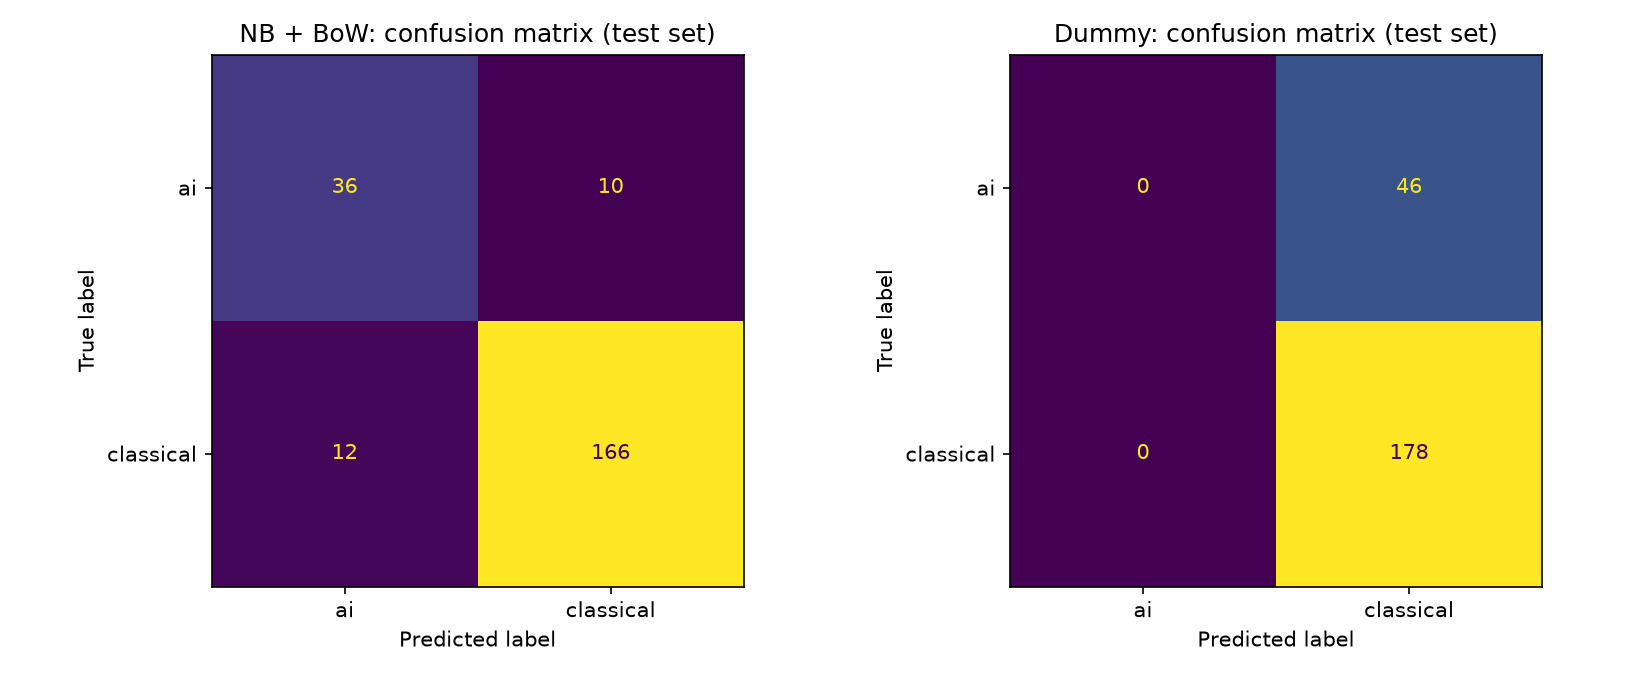 NB + BoW: confusion matrix (test set)
True label
ai
classical
36
10
12
166
ai
classical
Predicted label
Dummy: confusion matrix (test set)
True label
ai
classical
0
46
0
178
ai
classical
Predicted label